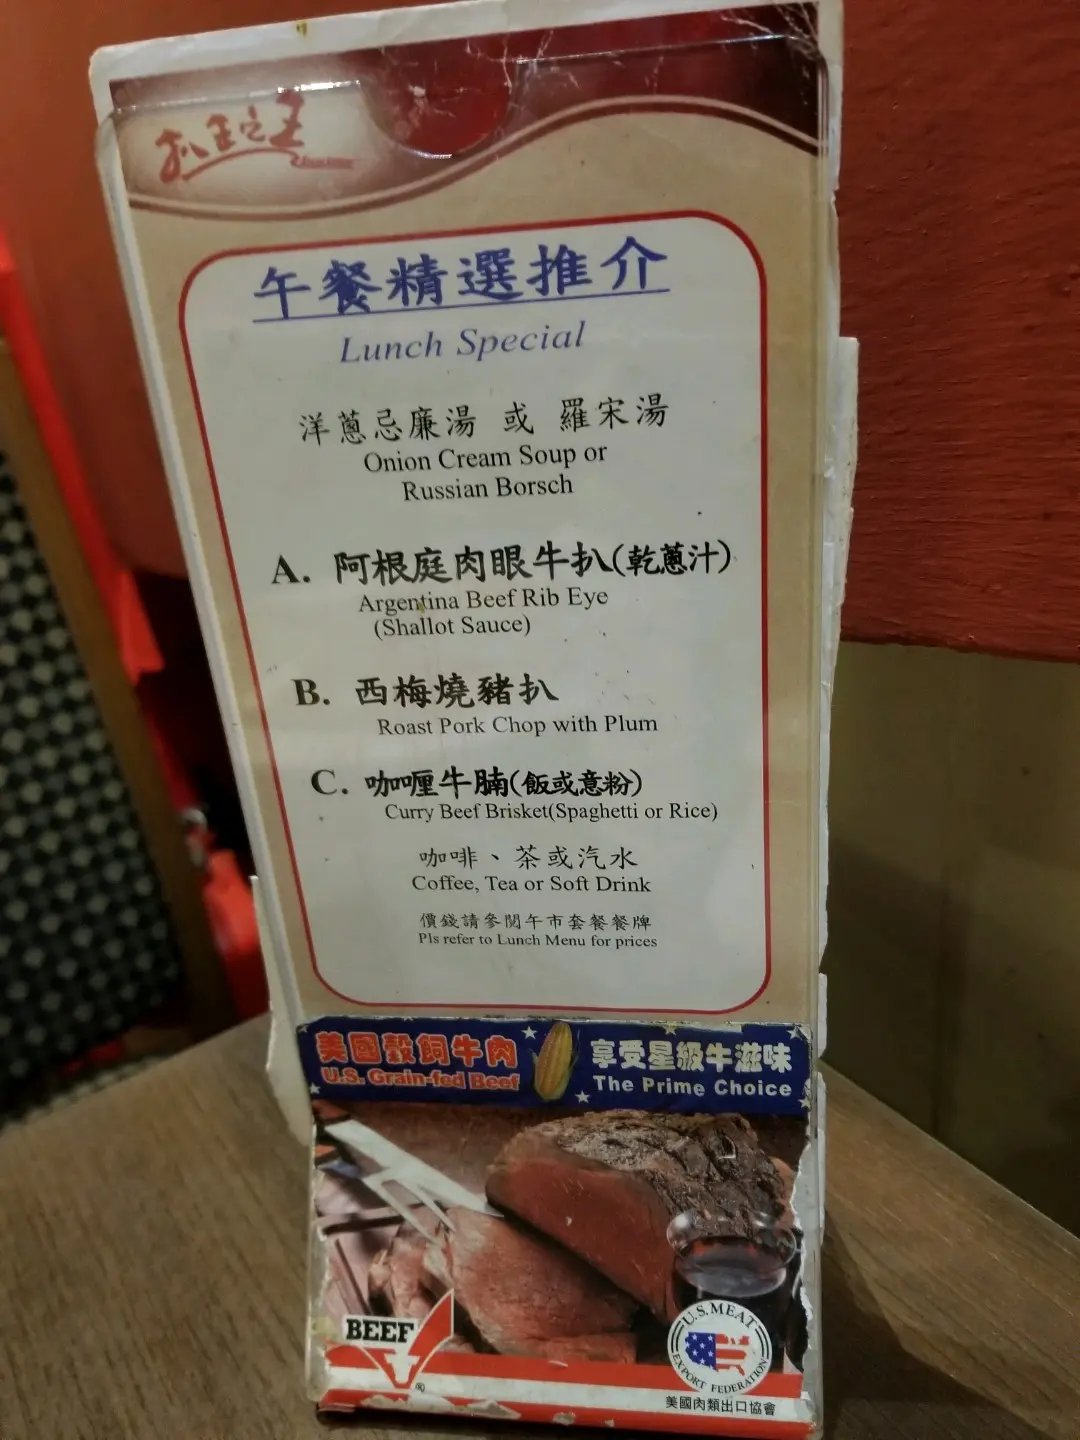 扒王之王
午餐精選推介
Lunch Special
洋蔥忌廉湯 或 羅宋湯
Onion Cream Soup or
Russian Borsch
A. 阿根庭肉眼牛扒(乾蔥汁)
Argentina Beef Rib Eye
(Shallot Sauce)
B. 西梅燒豬扒
Roast Pork Chop with Plum
C. 咖喱牛腩(飯或意粉)
Curry Beef Brisket(Spaghetti or Rice)
咖啡、茶或汽水
Coffee, Tea or Soft Drink
價錢請參閱午市套餐餐牌
Pls refer to Lunch Menu for prices
美國穀飼牛肉 享受星級牛滋味
U.S. Grain-fed Beef The Prime Choice
BEEF
U.S. MEAT
EXPORT FEDERATION
美國肉類出口協會